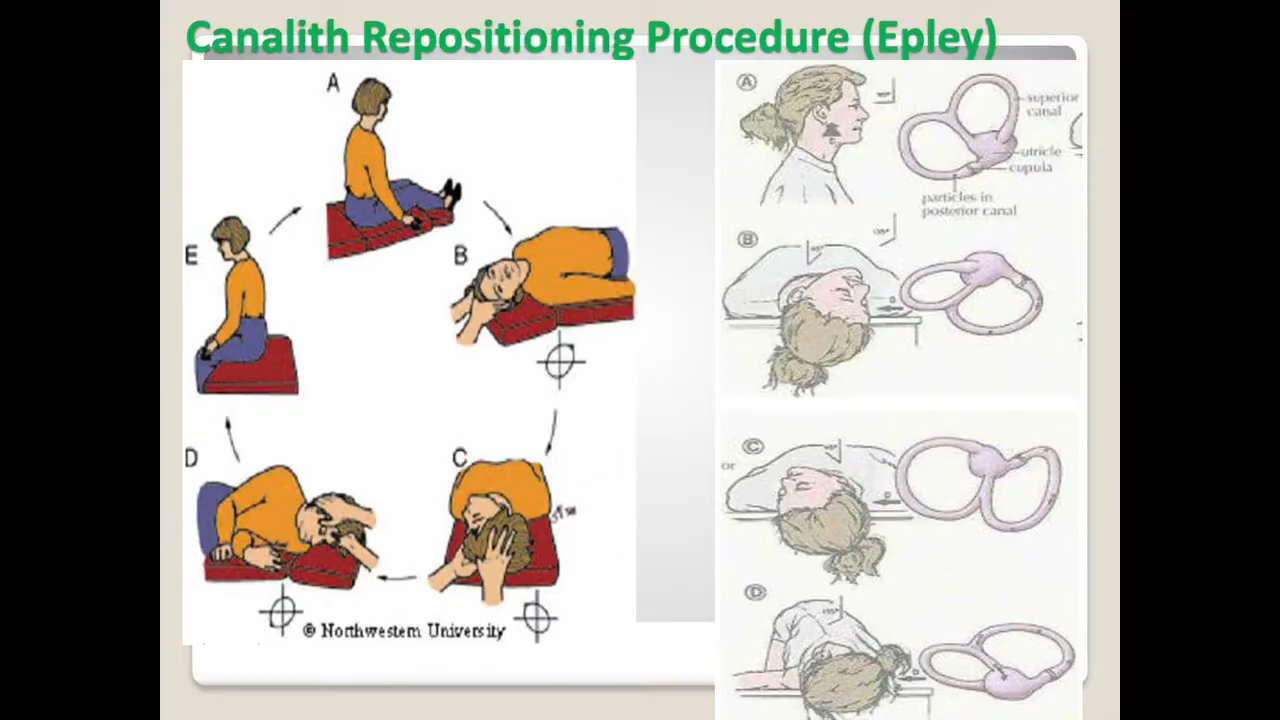 Canalith Repositioning Procedure (Epley)
A
B
C
D
E
© Northwestern University
A
superior
canal
utricle
cupula
particles in
posterior canal
B
C
or
D